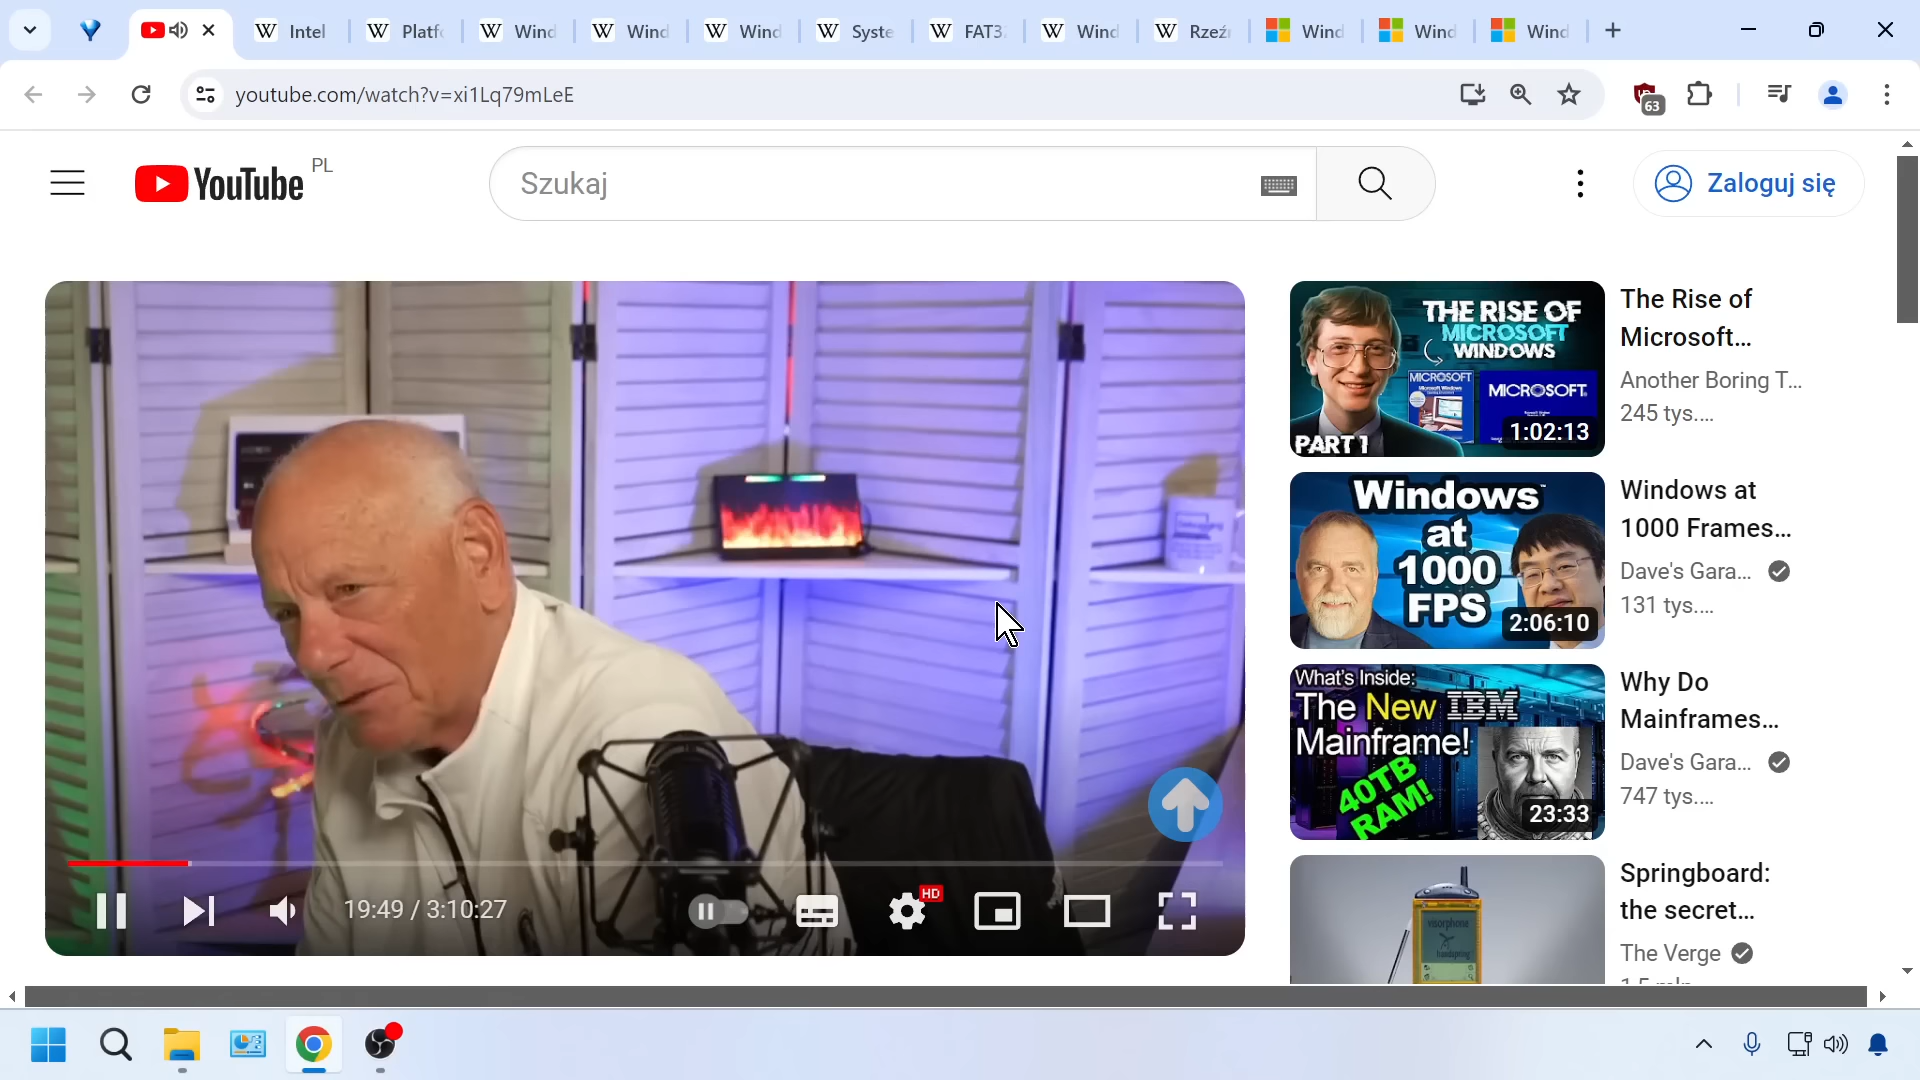 Intel
Platf
Wind
Wind
Wind
Syste
FAT3
Wind
Rzeź
Wind
Wind
Wind
youtube.com/watch?v=xi1Lq79mLeE
63
YouTube PL
Szukaj
Zaloguj się
19:49 / 3:10:27
HD
THE RISE OF
MICROSOFT
WINDOWS
MICROSOFT
MICROSOFT
PART 1
1:02:13
The Rise of
Microsoft...
Another Boring T...
245 tys....
Windows
at
1000
FPS
2:06:10
Windows at
1000 Frames...
Dave's Gara...
131 tys....
What's Inside:
The New IBM
Mainframe!
40TB
RAM!
23:33
Why Do
Mainframes...
Dave's Gara...
747 tys....
visorphone
handspring
Springboard:
the secret...
The Verge